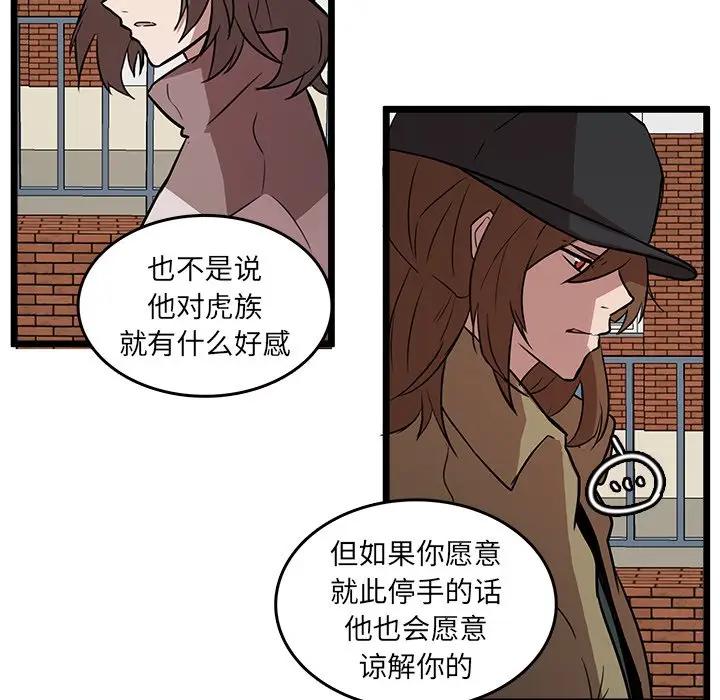 也不是说
他对虎族
就有什么好感
...
但如果你愿意
就此停手的话
他也会愿意
谅解你的